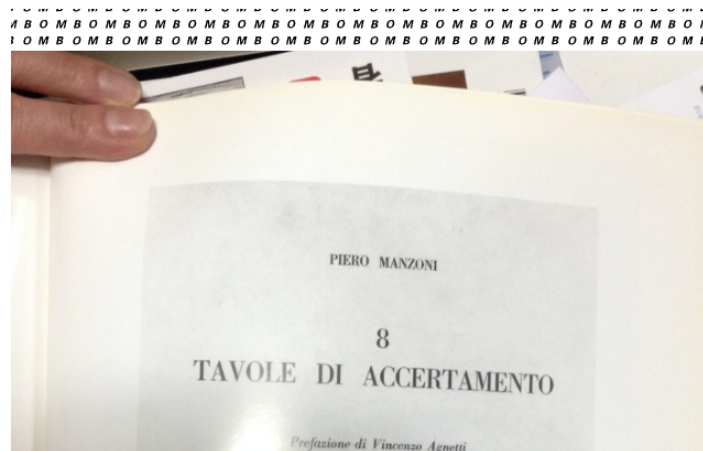 M B O M B O M B O M B O M B O M B O M B O M B O M B O M B O M B O M B O M B O M B O
O M B O M B O M B O M B O M B O M B O M B O M B O M B O M B O M B O M B O M B O M
PIERO MANZONI
8
TAVOLE DI ACCERTAMENTO
Prefazione di Vincenzo Agnetti